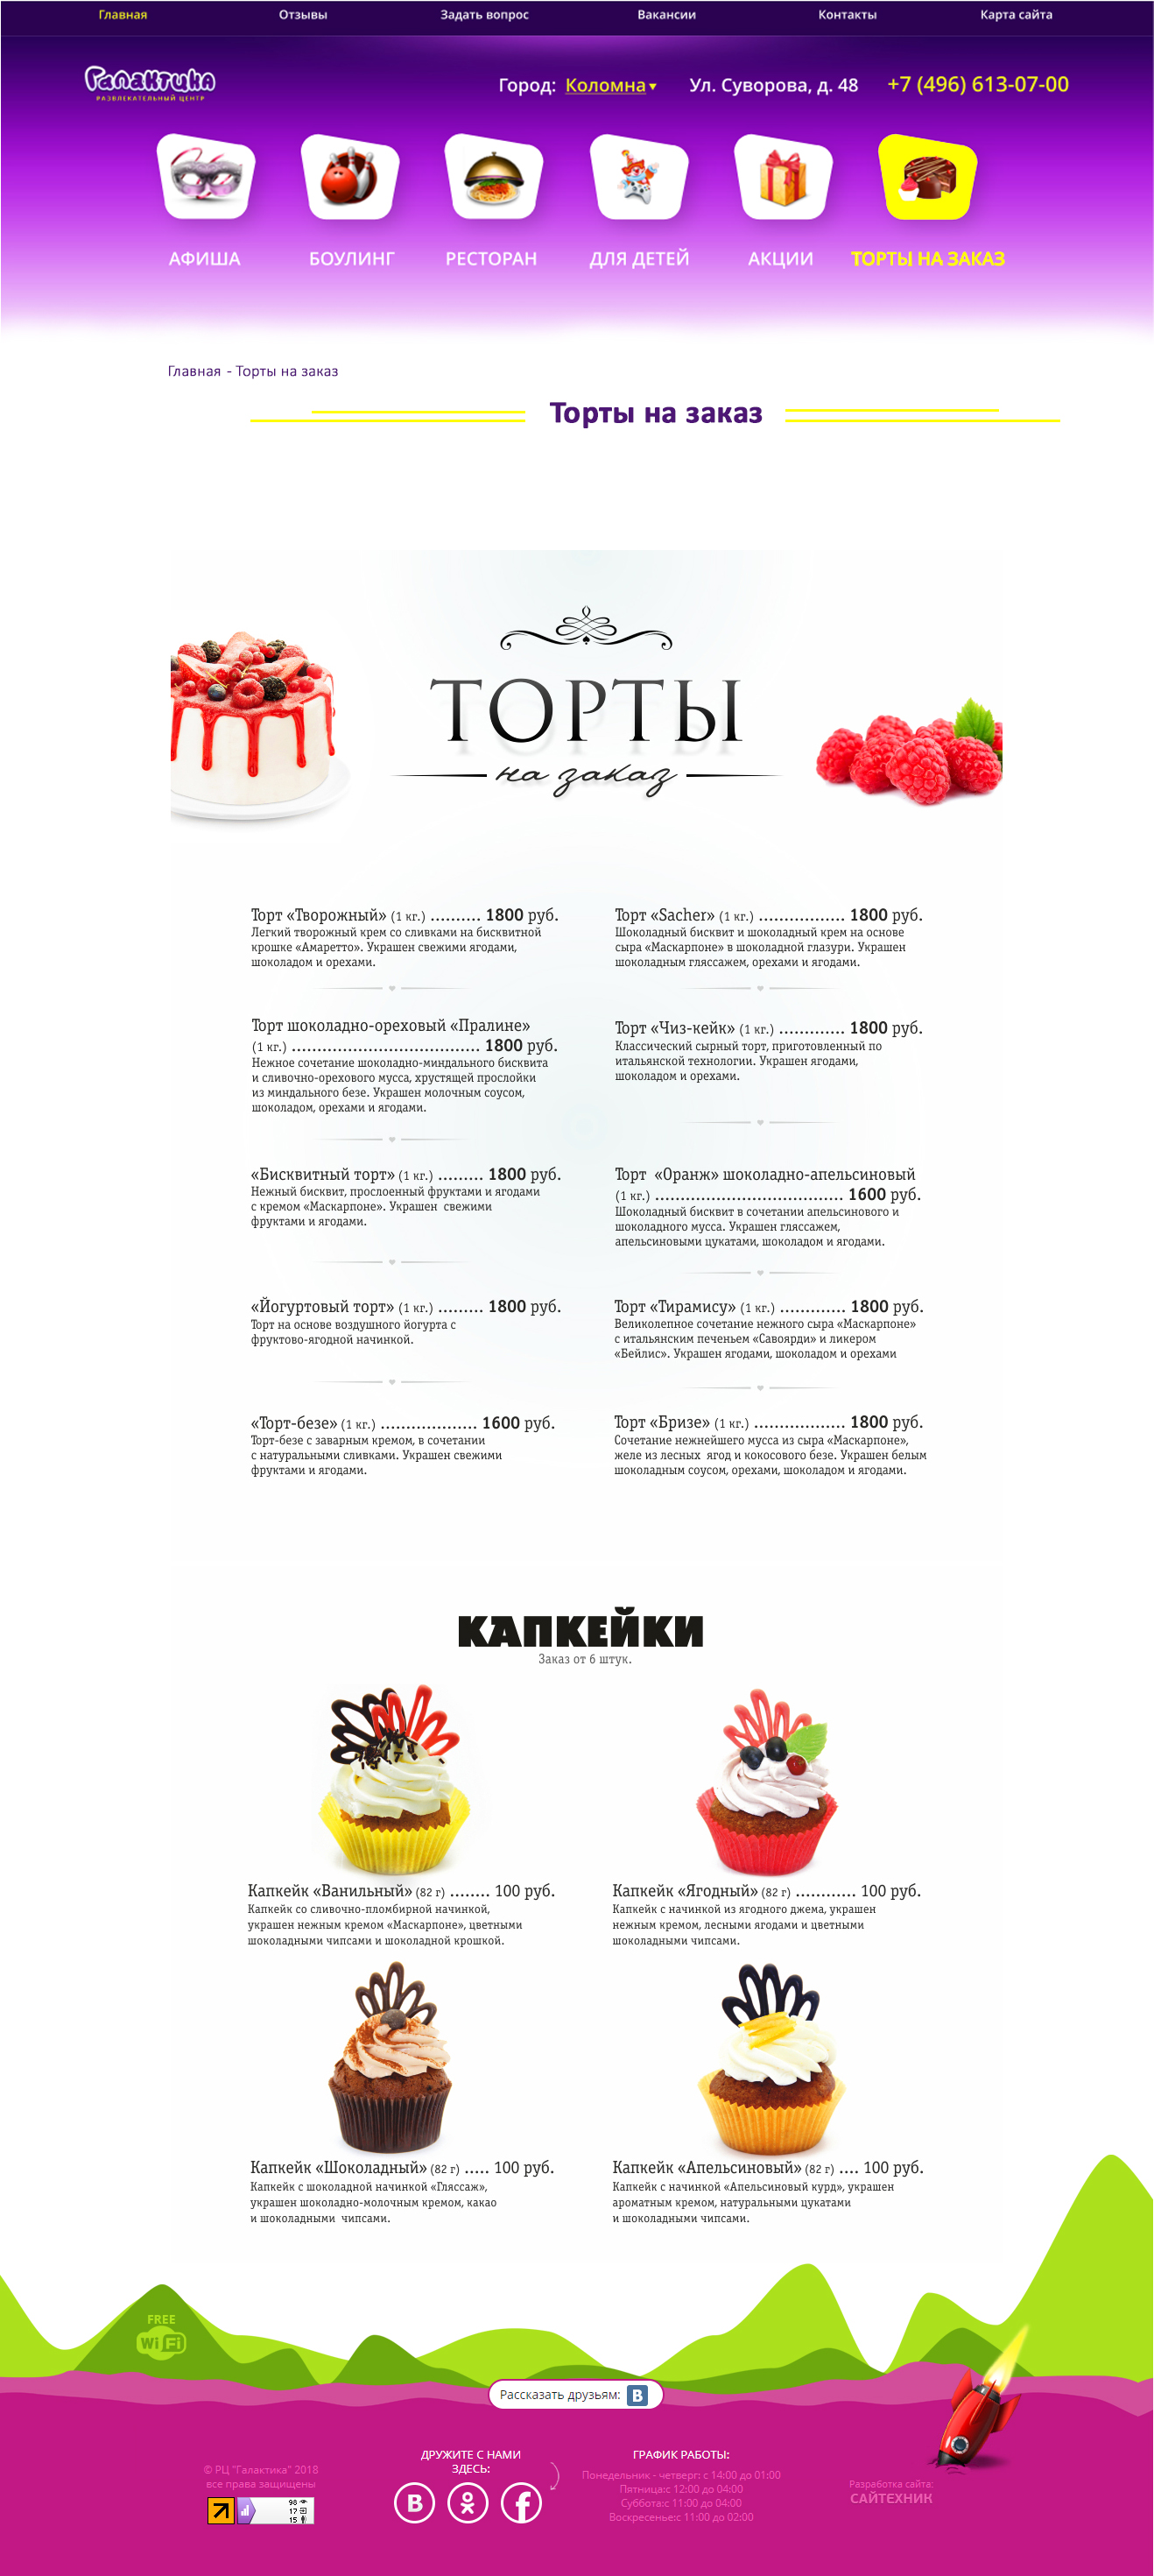 Главная Отзывы Задать вопрос Вакансии Контакты Карта сайта
Галактика
РАЗВЛЕКАТЕЛЬНЫЙ ЦЕНТР
Город: Коломна Ул. Суворова, д. 48 +7 (496) 613-07-00
АФИША БОУЛИНГ РЕСТОРАН ДЛЯ ДЕТЕЙ АКЦИИ ТОРТЫ НА ЗАКАЗ
Главная - Торты на заказ
Торты на заказ
ТОРТЫ
на заказ
Торт «Творожный» (1 кг.) .......... 1800 руб.
Легкий творожный крем со сливками на бисквитной
крошке «Амаретто». Украшен свежими ягодами,
шоколадом и орехами.
Торт «Sacher» (1 кг.) ................. 1800 руб.
Шоколадный бисквит и шоколадный крем на основе
сыра «Маскарпоне» в шоколадной глазури. Украшен
шоколадным гляссажем, орехами и ягодами.
Торт шоколадно-ореховый «Пралине»
(1 кг.) ..................................... 1800 руб.
Нежное сочетание шоколадно-миндального бисквита
и сливочно-орехового мусса, хрустящей прослойки
из миндального безе. Украшен молочным соусом,
шоколадом, орехами и ягодами.
Торт «Чиз-кейк» (1 кг.) ............. 1800 руб.
Классический сырный торт, приготовленный по
итальянской технологии. Украшен ягодами,
шоколадом и орехами.
«Бисквитный торт» (1 кг.) ......... 1800 руб.
Нежный бисквит, прослоенный фруктами и ягодами
с кремом «Маскарпоне». Украшен свежими
фруктами и ягодами.
Торт «Оранж» шоколадно-апельсиновый
(1 кг.) ..................................... 1600 руб.
Шоколадный бисквит в сочетании апельсинового и
шоколадного мусса. Украшен гляссажем,
апельсиновыми цукатами, шоколадом и ягодами.
«Йогуртовый торт» (1 кг.) ......... 1800 руб.
Торт на основе воздушного йогурта с
фруктово-ягодной начинкой.
Торт «Тирамису» (1 кг.) ............. 1800 руб.
Великолепное сочетание нежного сыра «Маскарпоне»
с итальянским печеньем «Савоярди» и ликером
«Бейлис». Украшен ягодами, шоколадом и орехами
«Торт-безе» (1 кг.) ................... 1600 руб.
Торт-безе с заварным кремом, в сочетании
с натуральными сливками. Украшен свежими
фруктами и ягодами.
Торт «Бризе» (1 кг.) .................. 1800 руб.
Сочетание нежнейшего мусса из сыра «Маскарпоне»,
желе из лесных ягод и кокосового безе. Украшен белым
шоколадным соусом, орехами, шоколадом и ягодами.
КАПКЕЙКИ
Заказ от 6 штук.
Капкейк «Ванильный» (82 г) ........ 100 руб.
Капкейк со сливочно-пломбирной начинкой,
украшен нежным кремом «Маскарпоне», цветными
шоколадными чипсами и шоколадной крошкой.
Капкейк «Ягодный» (82 г) ............ 100 руб.
Капкейк с начинкой из ягодного джема, украшен
нежным кремом, лесными ягодами и цветными
шоколадными чипсами.
Капкейк «Шоколадный» (82 г) ..... 100 руб.
Капкейк с шоколадной начинкой «Гляссаж»,
украшен шоколадно-молочным кремом, какао
и шоколадными чипсами.
Капкейк «Апельсиновый» (82 г) .... 100 руб.
Капкейк с начинкой «Апельсиновый курд», украшен
ароматным кремом, натуральными цукатами
и шоколадными чипсами.
FREE
Wi Fi
Рассказать друзьям: B
© РЦ "Галактика" 2018
все права защищены
98
17
15
ДРУЖИТЕ С НАМИ
ЗДЕСЬ:
ГРАФИК РАБОТЫ:
Понедельник - четверг: с 14:00 до 01:00
Пятница:с 12:00 до 04:00
Суббота:с 11:00 до 04:00
Воскресенье:с 11:00 до 02:00
Разработка сайта:
САЙТЕХНИК